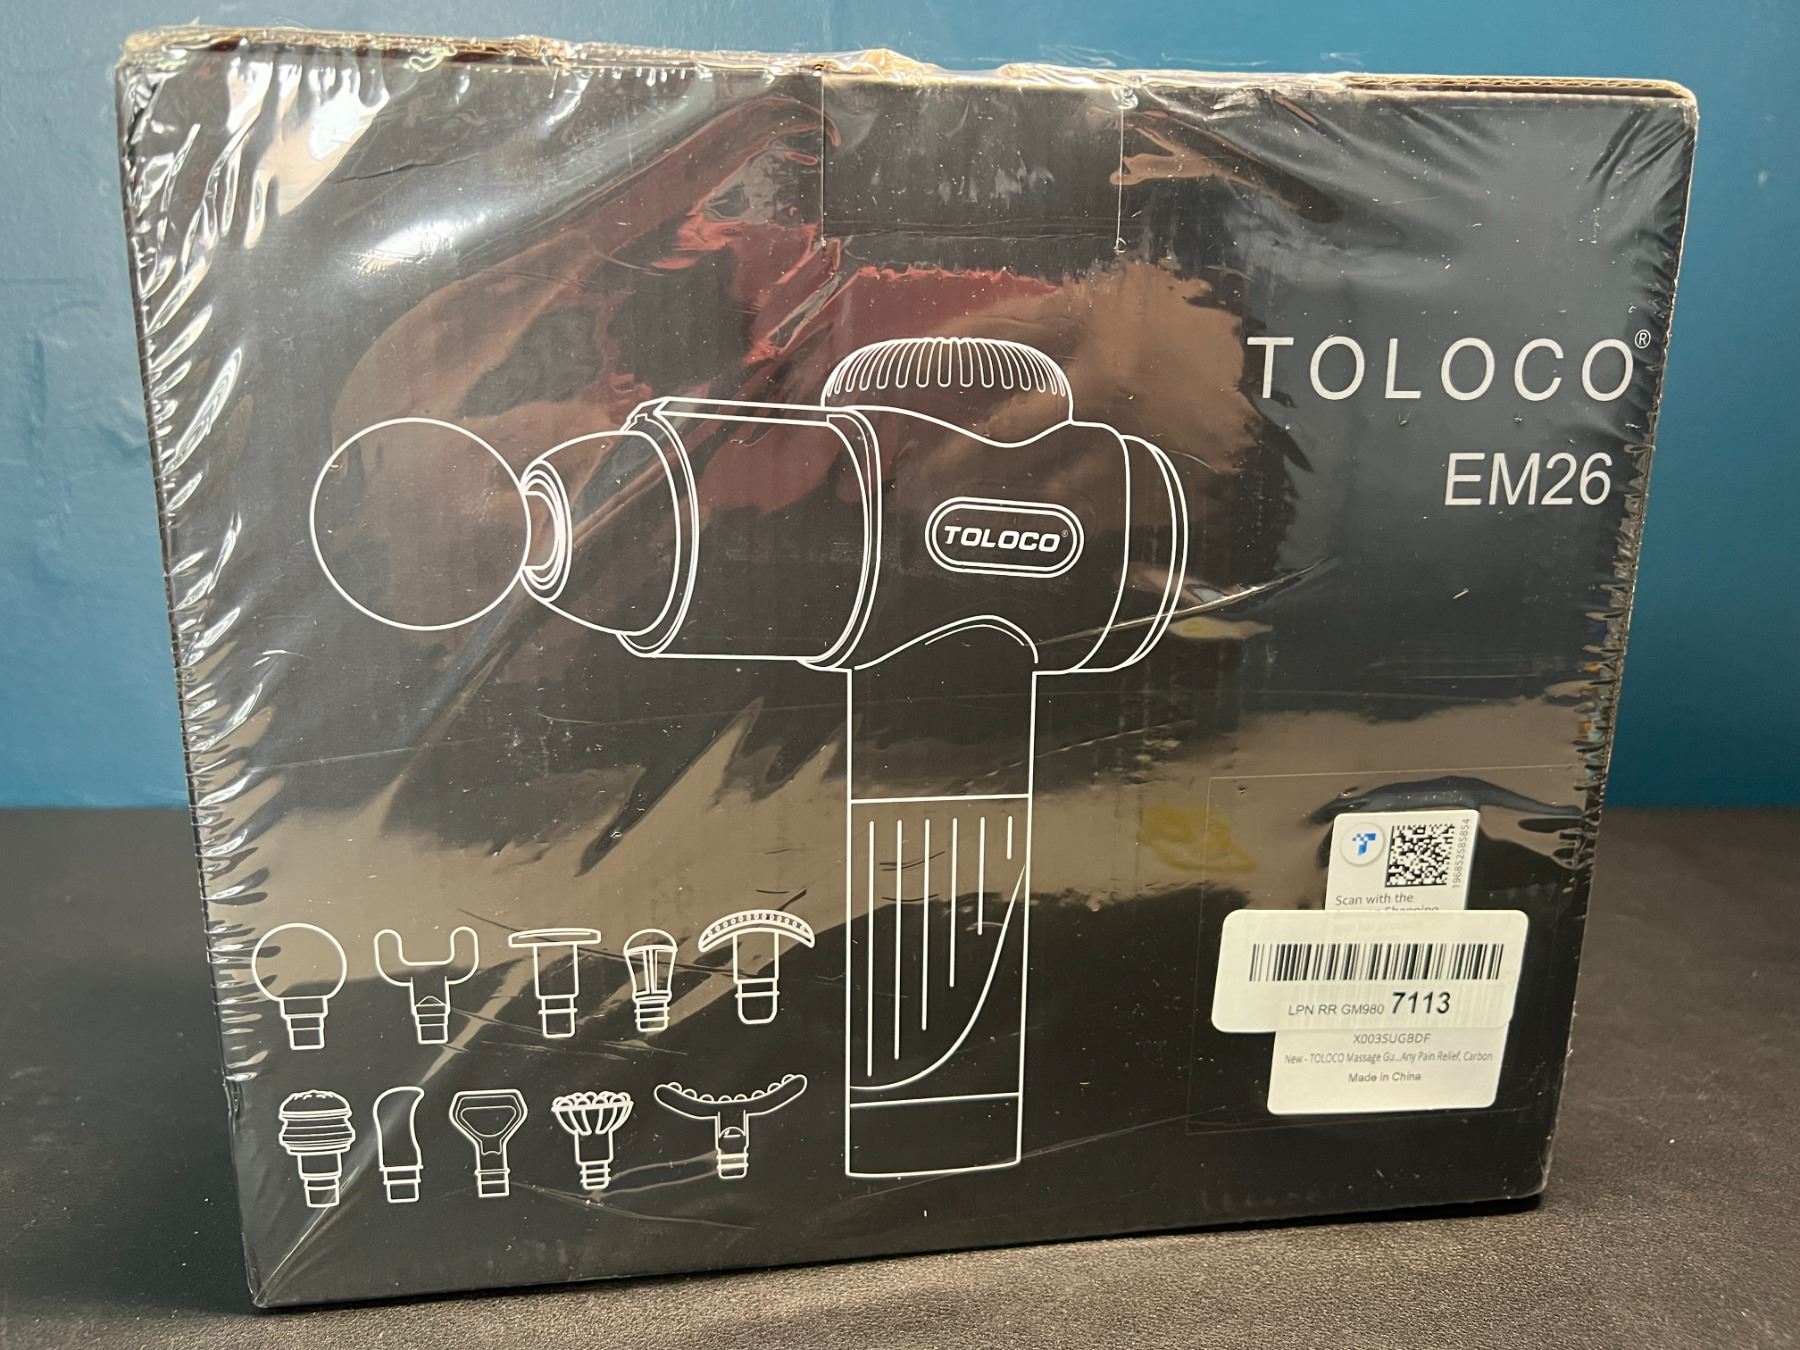 TOLOCO®
EM26
TOLOCO®
196852585854
Scan with the
LPN RR GM980 7113
X003SUGBDF
New - TOLOCO Massage Gu...Any Pain Relief, Carbon
Made in China